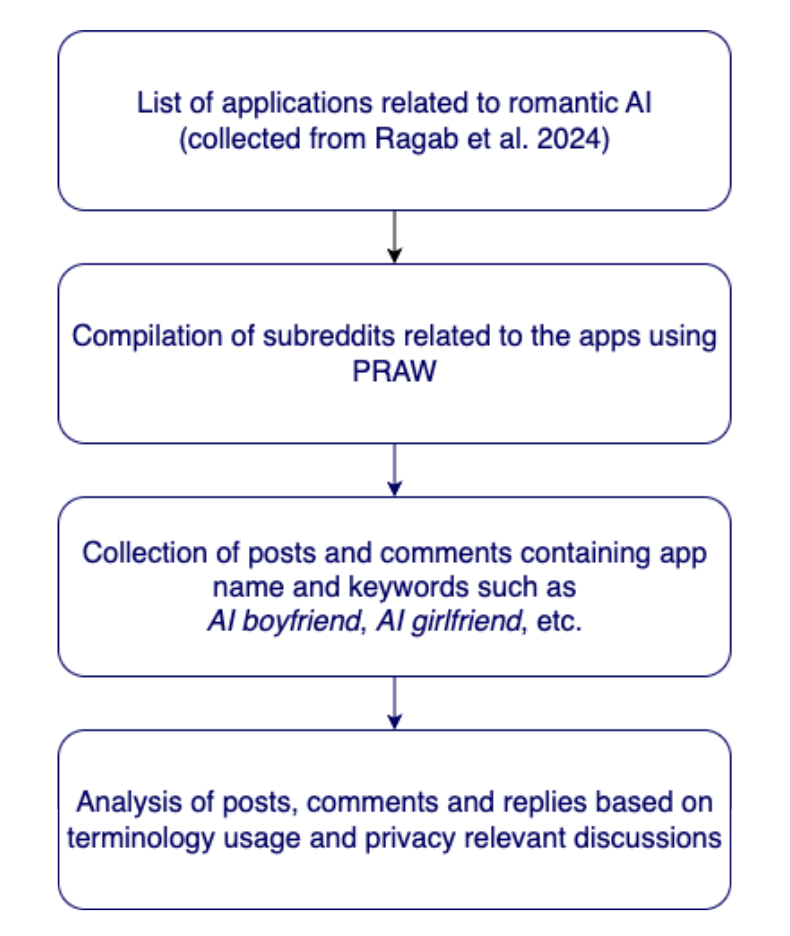 List of applications related to romantic AI
(collected from Ragab et al. 2024)
Compilation of subreddits related to the apps using
PRAW
Collection of posts and comments containing app
name and keywords such as
AI boyfriend, AI girlfriend, etc.
Analysis of posts, comments and replies based on
terminology usage and privacy relevant discussions